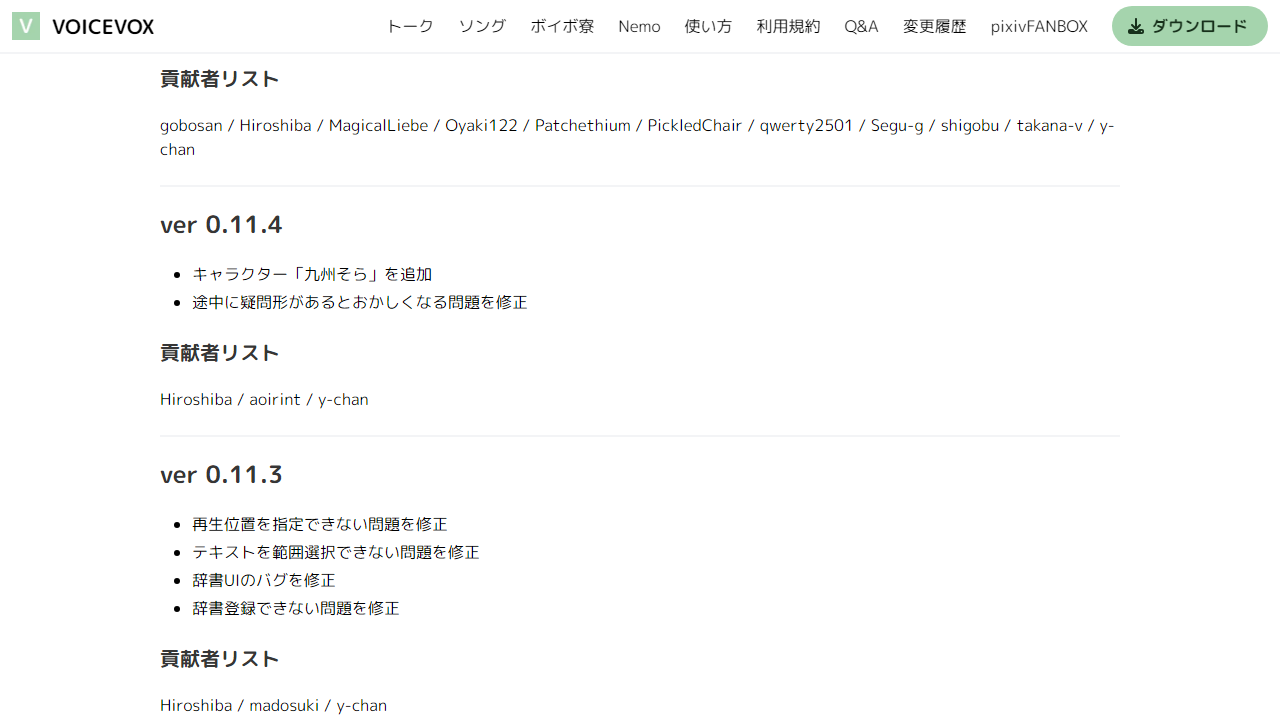 V VOICEVOX トーク ソング ボイボ寮 Nemo 使い方 利用規約 Q&A 変更履歴 pixivFANBOX ダウンロード
貢献者リスト
gobosan / Hiroshiba / MagicalLiebe / Oyaki122 / Patchethium / PickledChair / qwerty2501 / Segu-g / shigobu / takana-v / y-
chan
ver 0.11.4
キャラクター「九州そら」を追加
途中に疑問形があるとおかしくなる問題を修正
貢献者リスト
Hiroshiba / aoirint / y-chan
ver 0.11.3
再生位置を指定できない問題を修正
テキストを範囲選択できない問題を修正
辞書UIのバグを修正
辞書登録できない問題を修正
貢献者リスト
Hiroshiba / madosuki / y-chan